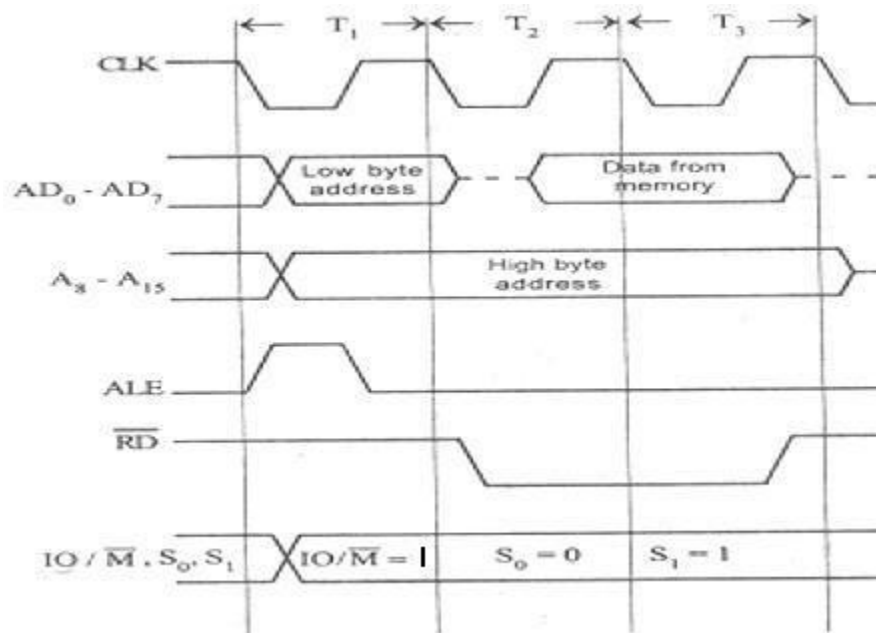 T₁ T₂ T₃
CLK
AD₀ - AD₇ Low byte address Data from memory
A₈ - A₁₅ High byte address
ALE
R̅D̅
IO / M̅ , S₀, S₁ IO/M̅ = 1 S₀ = 0 S₁ = 1